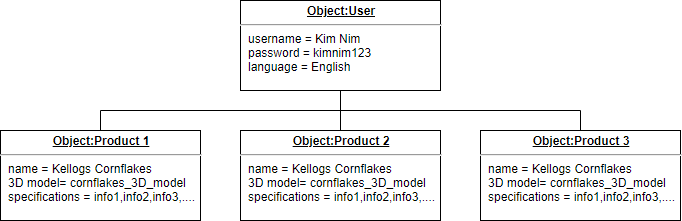 Object:User
username = Kim Nim
password = kimnim123
language = English
Object:Product 1
name = Kellogs Cornflakes
3D model= cornflakes_3D_model
specifications = info1,info2,info3,....
Object:Product 2
name = Kellogs Cornflakes
3D model= cornflakes_3D_model
specifications = info1,info2,info3,....
Object:Product 3
name = Kellogs Cornflakes
3D model= cornflakes_3D_model
specifications = info1,info2,info3,....